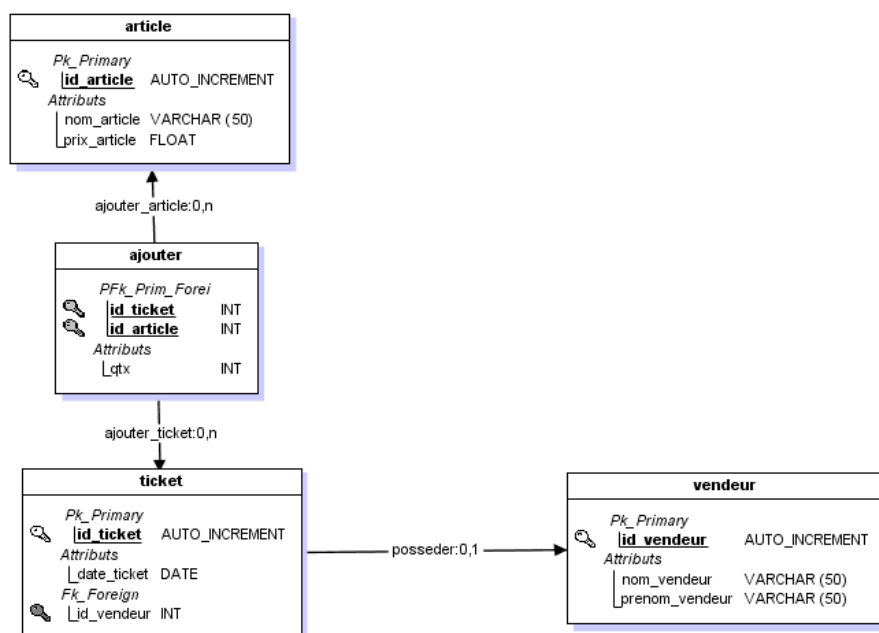 article
Pk_Primary
id_article AUTO_INCREMENT
Attributs
nom_article VARCHAR (50)
prix_article FLOAT
ajouter_article:0,n
ajouter
PFk_Prim_Forei
id_ticket INT
id_article INT
Attributs
qtx INT
ajouter_ticket:0,n
ticket
Pk_Primary
id_ticket AUTO_INCREMENT
Attributs
date_ticket DATE
Fk_Foreign
id_vendeur INT
posseder:0,1
vendeur
Pk_Primary
id_vendeur AUTO_INCREMENT
Attributs
nom_vendeur VARCHAR (50)
prenom_vendeur VARCHAR (50)